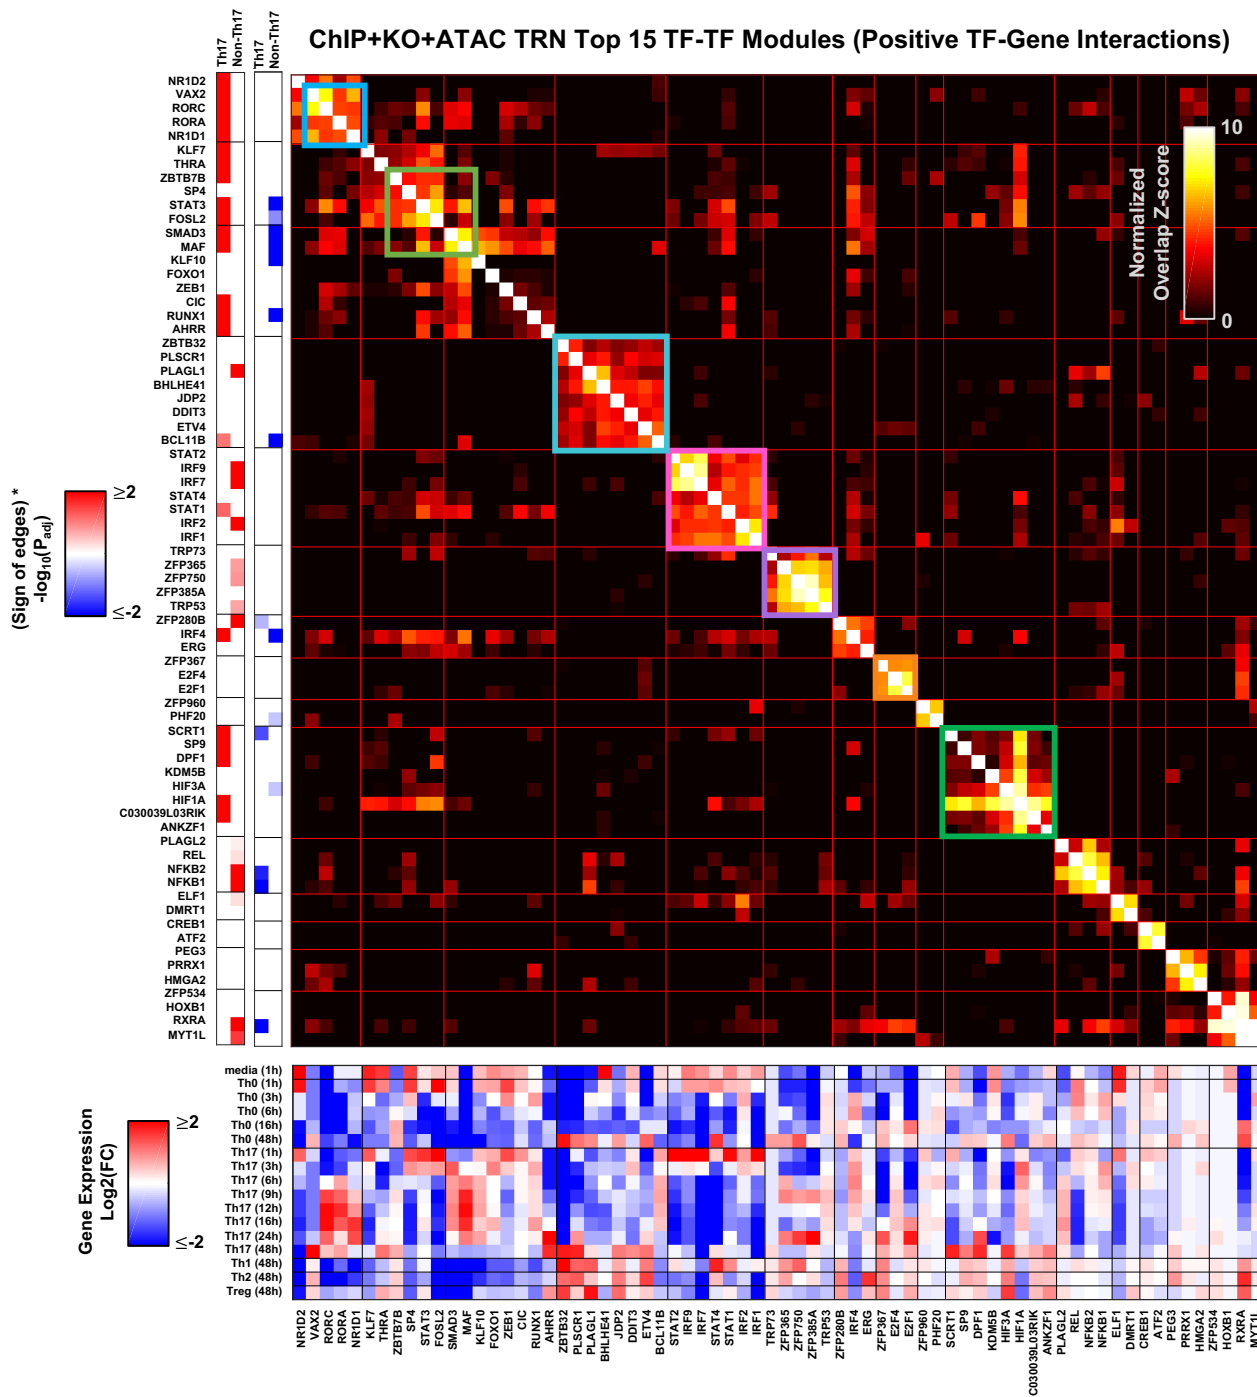 ChIP+KO+ATAC TRN Top 15 TF-TF Modules (Positive TF-Gene Interactions)
Th17
Non-Th17
Th17
Non-Th17
NR1D2
VAX2
RORC
RORA
NR1D1
KLF7
THRA
ZBTB7B
SP4
STAT3
FOSL2
SMAD3
MAF
KLF10
FOXO1
ZEB1
CIC
RUNX1
AHRR
ZBTB32
PLSCR1
PLAGL1
BHLHE41
JDP2
DDIT3
ETV4
BCL11B
STAT2
IRF9
IRF7
STAT4
STAT1
IRF2
IRF1
TRP73
ZFP365
ZFP750
ZFP385A
TRP53
ZFP280B
IRF4
ERG
ZFP367
E2F4
E2F1
ZFP960
PHF20
SCRT1
SP9
DPF1
KDM5B
HIF3A
HIF1A
C030039L03RIK
ANKZF1
PLAGL2
REL
NFKB2
NFKB1
ELF1
DMRT1
CREB1
ATF2
PEG3
PRRX1
HMGA2
ZFP534
HOXB1
RXRA
MYT1L
Normalized
Overlap Z-score
10
0
(Sign of edges) *
-log10(Padj)
≥2
≤-2
Gene Expression
Log2(FC)
≥2
≤-2
media (1h)
Th0 (1h)
Th0 (3h)
Th0 (6h)
Th0 (16h)
Th0 (48h)
Th17 (1h)
Th17 (3h)
Th17 (6h)
Th17 (9h)
Th17 (12h)
Th17 (16h)
Th17 (24h)
Th17 (48h)
Th1 (48h)
Th2 (48h)
Treg (48h)
NR1D2
VAX2
RORC
RORA
NR1D1
KLF7
THRA
ZBTB7B
SP4
STAT3
FOSL2
SMAD3
MAF
KLF10
FOXO1
ZEB1
CIC
RUNX1
AHRR
ZBTB32
PLSCR1
PLAGL1
BHLHE41
JDP2
DDIT3
ETV4
BCL11B
STAT2
IRF9
IRF7
STAT4
STAT1
IRF2
IRF1
TRP73
ZFP365
ZFP750
ZFP385A
TRP53
ZFP280B
IRF4
ERG
ZFP367
E2F4
E2F1
ZFP960
PHF20
SCRT1
SP9
DPF1
KDM5B
HIF3A
HIF1A
C030039L03RIK
ANKZF1
PLAGL2
REL
NFKB2
NFKB1
ELF1
DMRT1
CREB1
ATF2
PEG3
PRRX1
HMGA2
ZFP534
HOXB1
RXRA
MYT1L